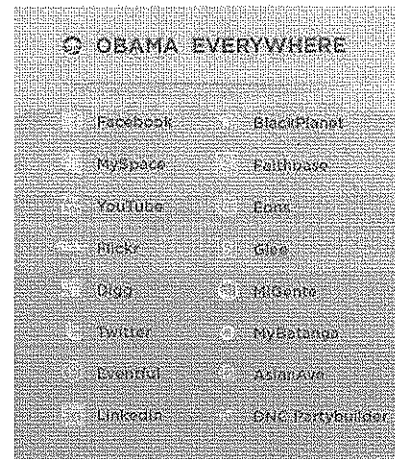 OBAMA EVERYWHERE
Facebook BlackPlanet
MySpace Faithbase
YouTube Eons
Flickr Glee
Digg MiGente
Twitter MyBatanga
Eventful AsianAve
LinkedIn DNC Partybuilder